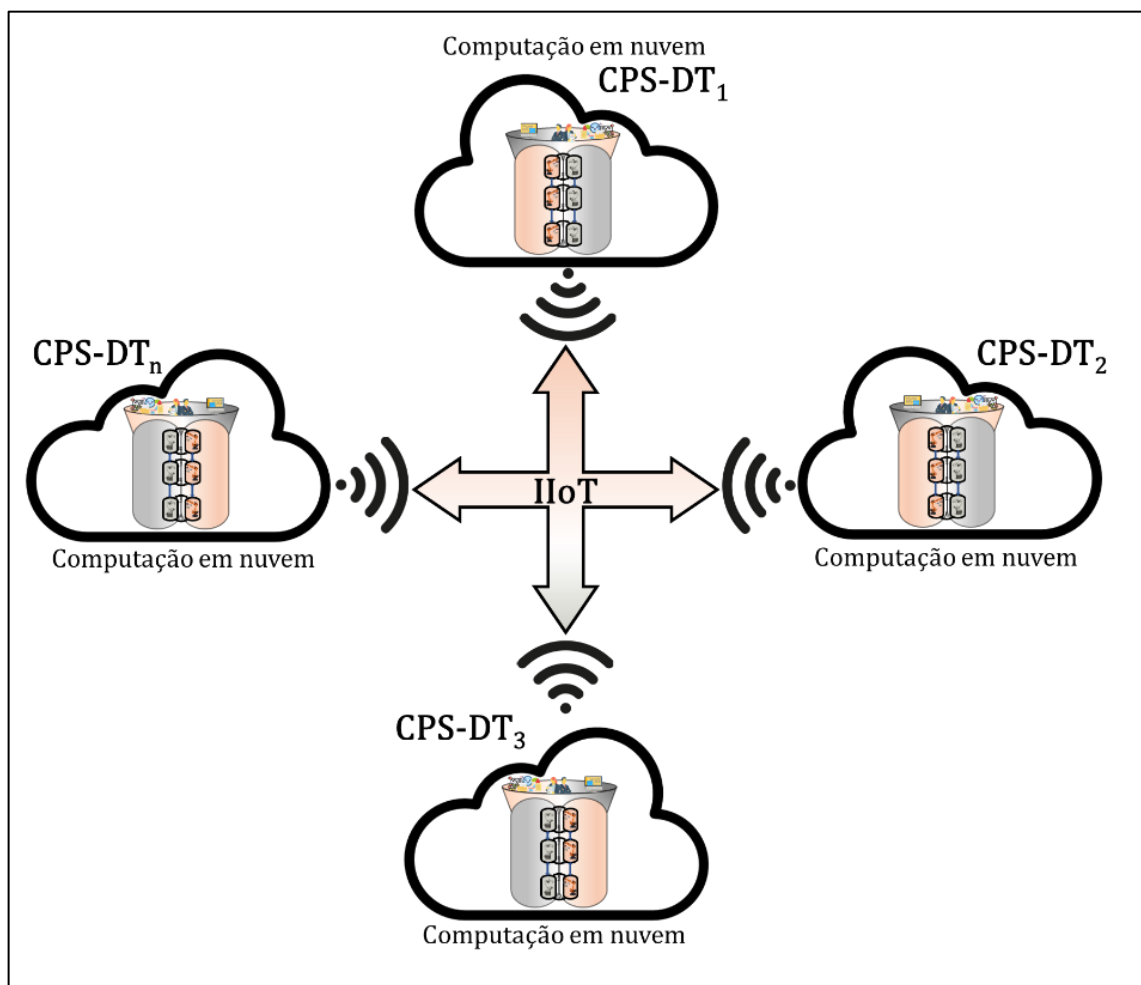 Computação em nuvem
CPS-DT₁
CPS-DTₙ
CPS-DT₂
IIoT
Computação em nuvem
Computação em nuvem
CPS-DT₃
Computação em nuvem